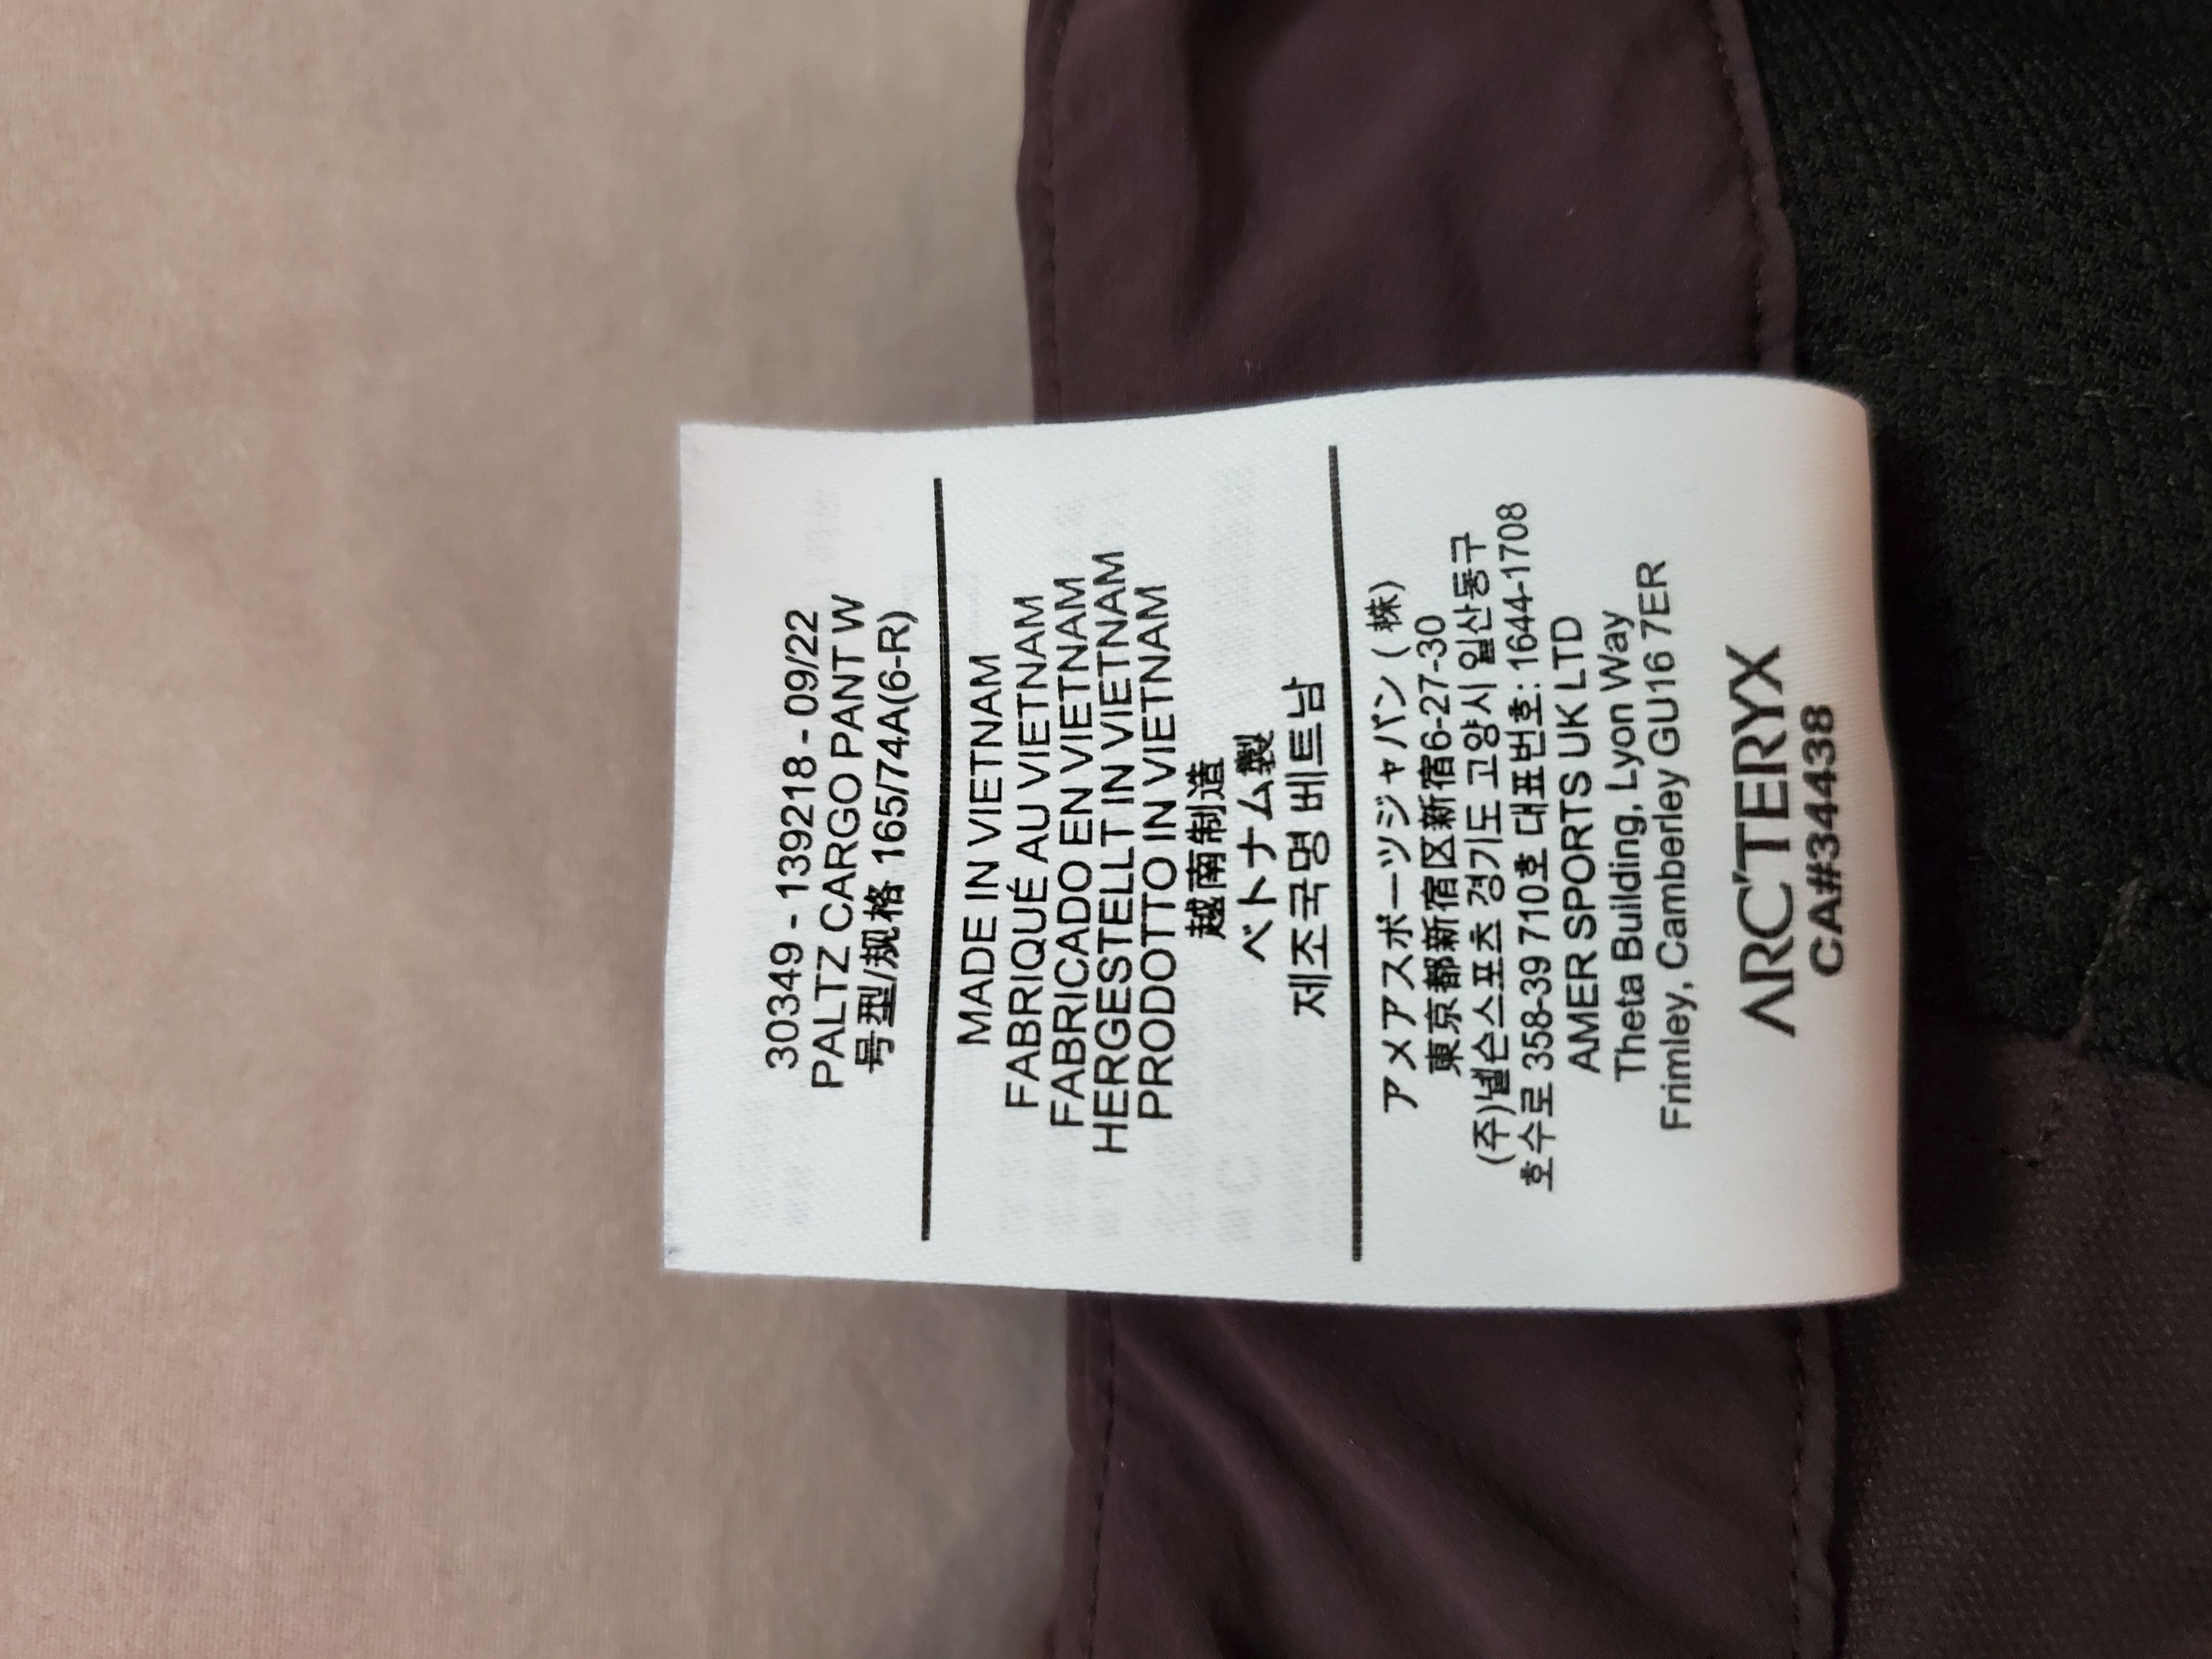 30349 - 139218 - 09/22
PALTZ CARGO PANT W
号型/规格 165/74A(6-R)
MADE IN VIETNAM
FABRIQUÉ AU VIETNAM
FABRICADO EN VIETNAM
HERGESTELLT IN VIETNAM
PRODOTTO IN VIETNAM
越南制造
ベトナム製
제조국명 베트남
アメアスポーツジャパン ( 株)
東京都新宿区新宿6-27-30
(주)넬슨스포츠 경기도 고양시 일산동구
호수로 358-39 710호 대표번호: 1644-1708
AMER SPORTS UK LTD
Theta Building, Lyon Way
Frimley, Camberley GU16 7ER
ARC'TERYX
CA#34438